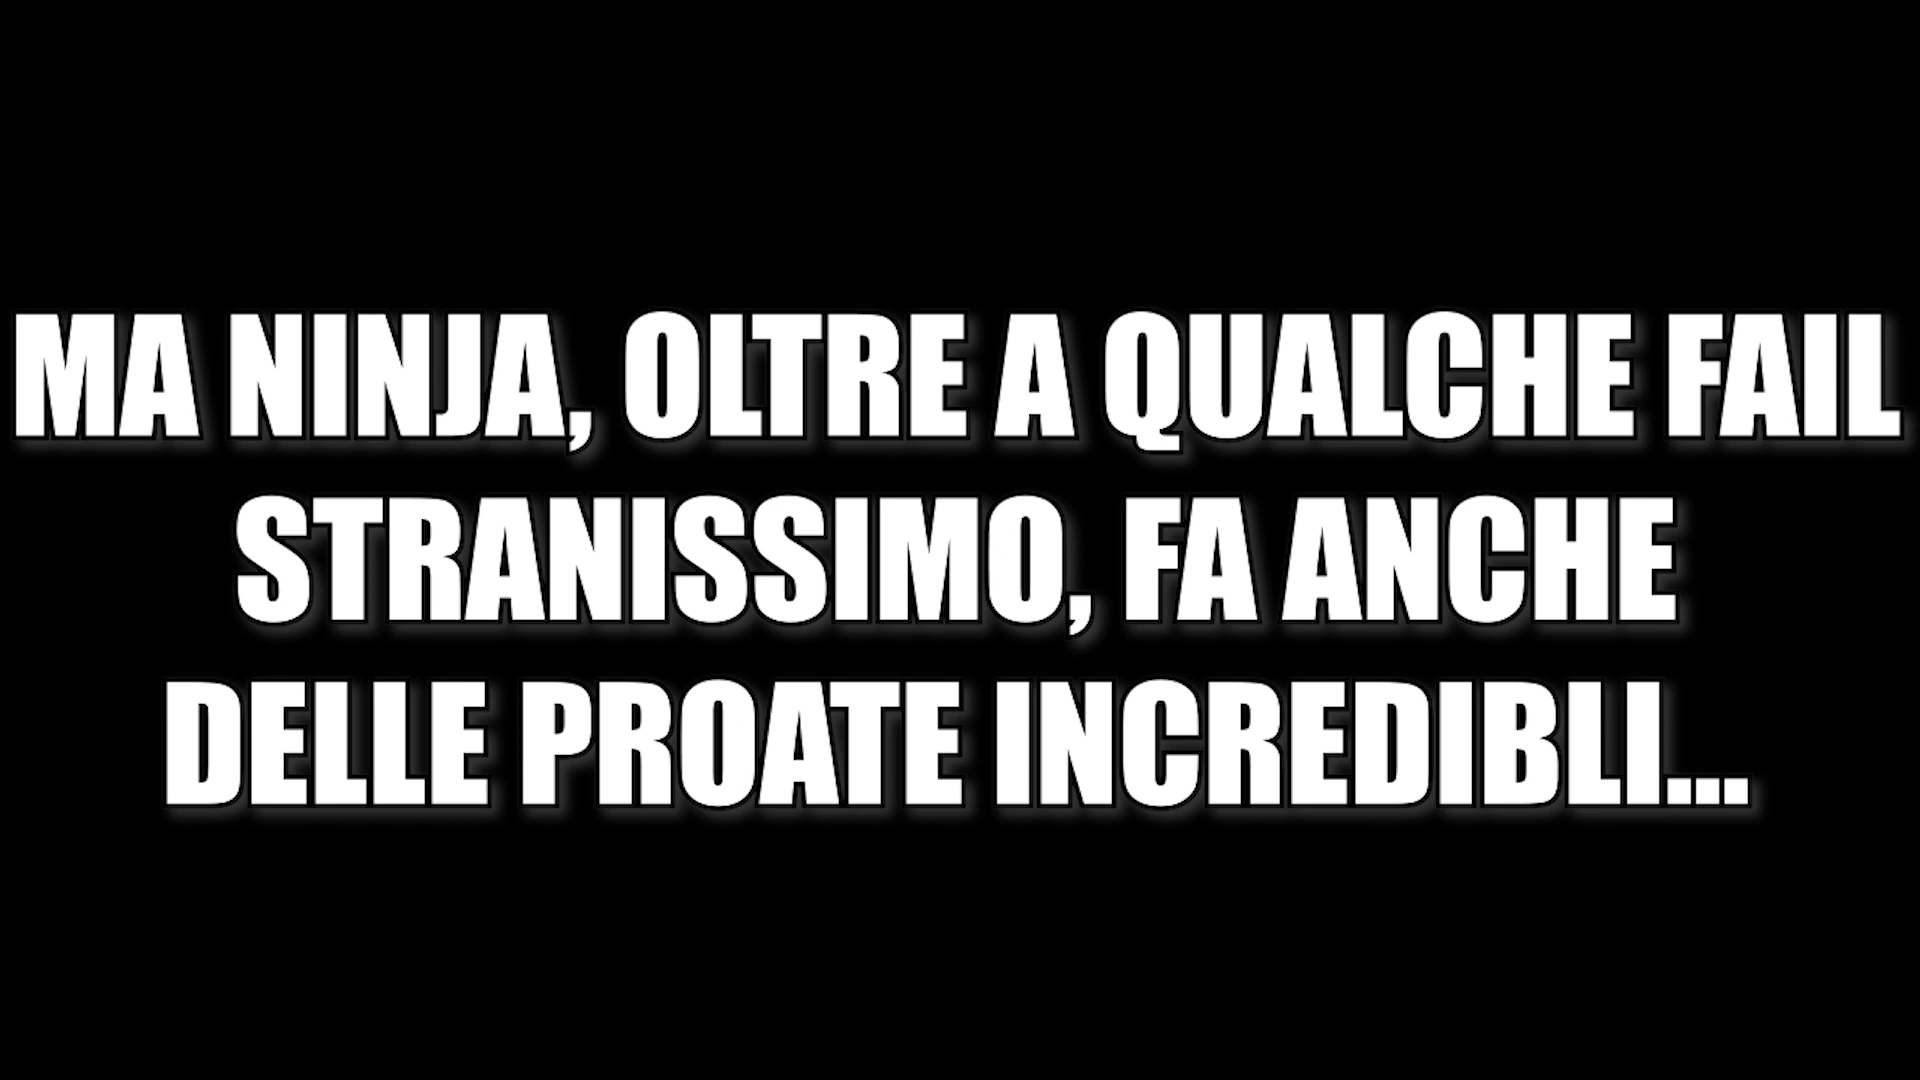 MA NINJA, OLTRE A QUALCHE FAIL
STRANISSIMO, FA ANCHE
DELLE PROATE INCREDIBLI...